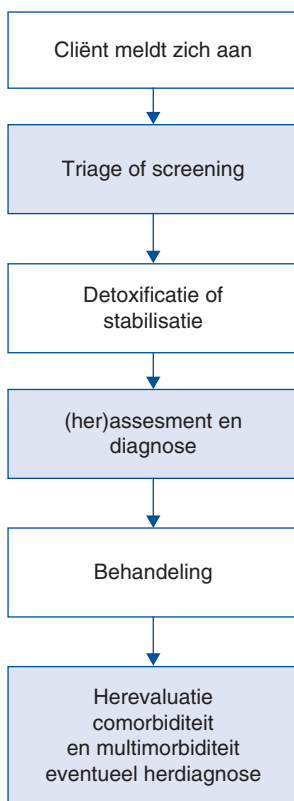 Cliënt meldt zich aan
Triage of screening
Detoxificatie of
stabilisatie
(her)assesment en
diagnose
Behandeling
Herevaluatie
comorbiditeit
en multimorbiditeit
eventueel herdiagnose